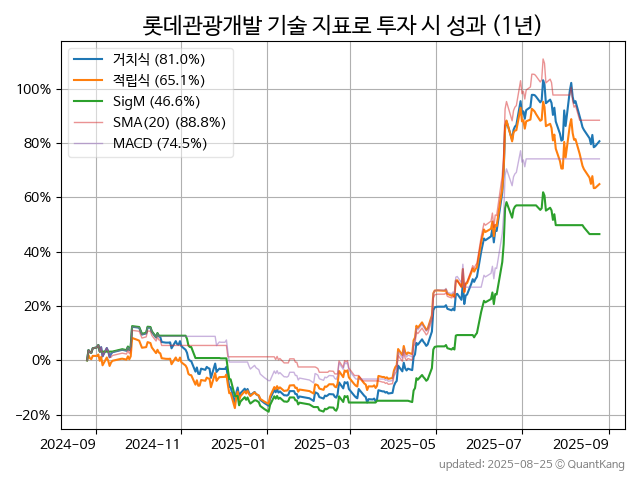 롯데관광개발 기술 지표로 투자 시 성과 (1년)
거치식 (81.0%)
적립식 (65.1%)
SigM (46.6%)
SMA(20) (88.8%)
MACD (74.5%)
100%
80%
60%
40%
20%
0%
−20%
2024-09 2024-11 2025-01 2025-03 2025-05 2025-07 2025-09
updated: 2025-08-25 ⓒ QuantKang